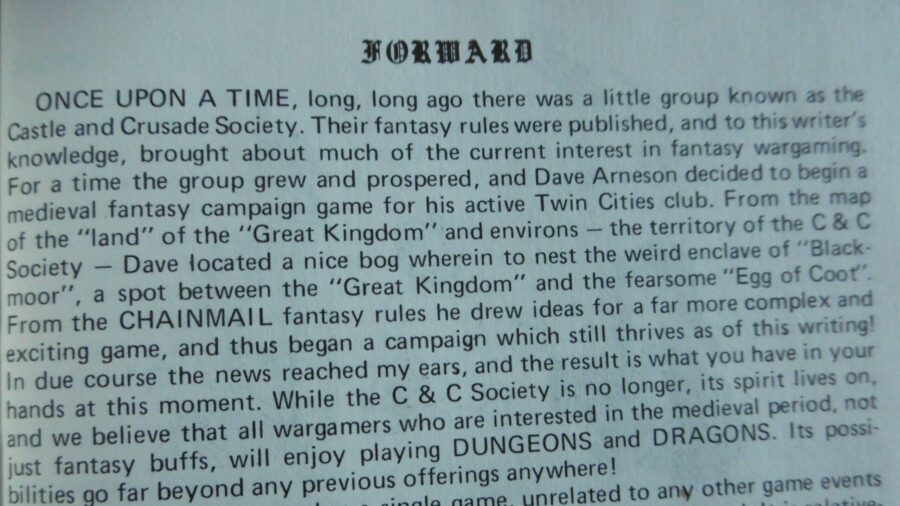 FORWARD
ONCE UPON A TIME, long, long ago there was a little group known as the
Castle and Crusade Society. Their fantasy rules were published, and to this writer's
knowledge, brought about much of the current interest in fantasy wargaming.
For a time the group grew and prospered, and Dave Arneson decided to begin a
medieval fantasy campaign game for his active Twin Cities club. From the map
of the "land" of the "Great Kingdom" and environs — the territory of the C & C
Society — Dave located a nice bog wherein to nest the weird enclave of "Black-
moor", a spot between the "Great Kingdom" and the fearsome "Egg of Coot".
From the CHAINMAIL fantasy rules he drew ideas for a far more complex and
exciting game, and thus began a campaign which still thrives as of this writing!
In due course the news reached my ears, and the result is what you have in your
hands at this moment. While the C & C Society is no longer, its spirit lives on,
and we believe that all wargamers who are interested in the medieval period, not
just fantasy buffs, will enjoy playing DUNGEONS and DRAGONS. Its possi-
bilities go far beyond any previous offerings anywhere!
a single game, unrelated to any other game events